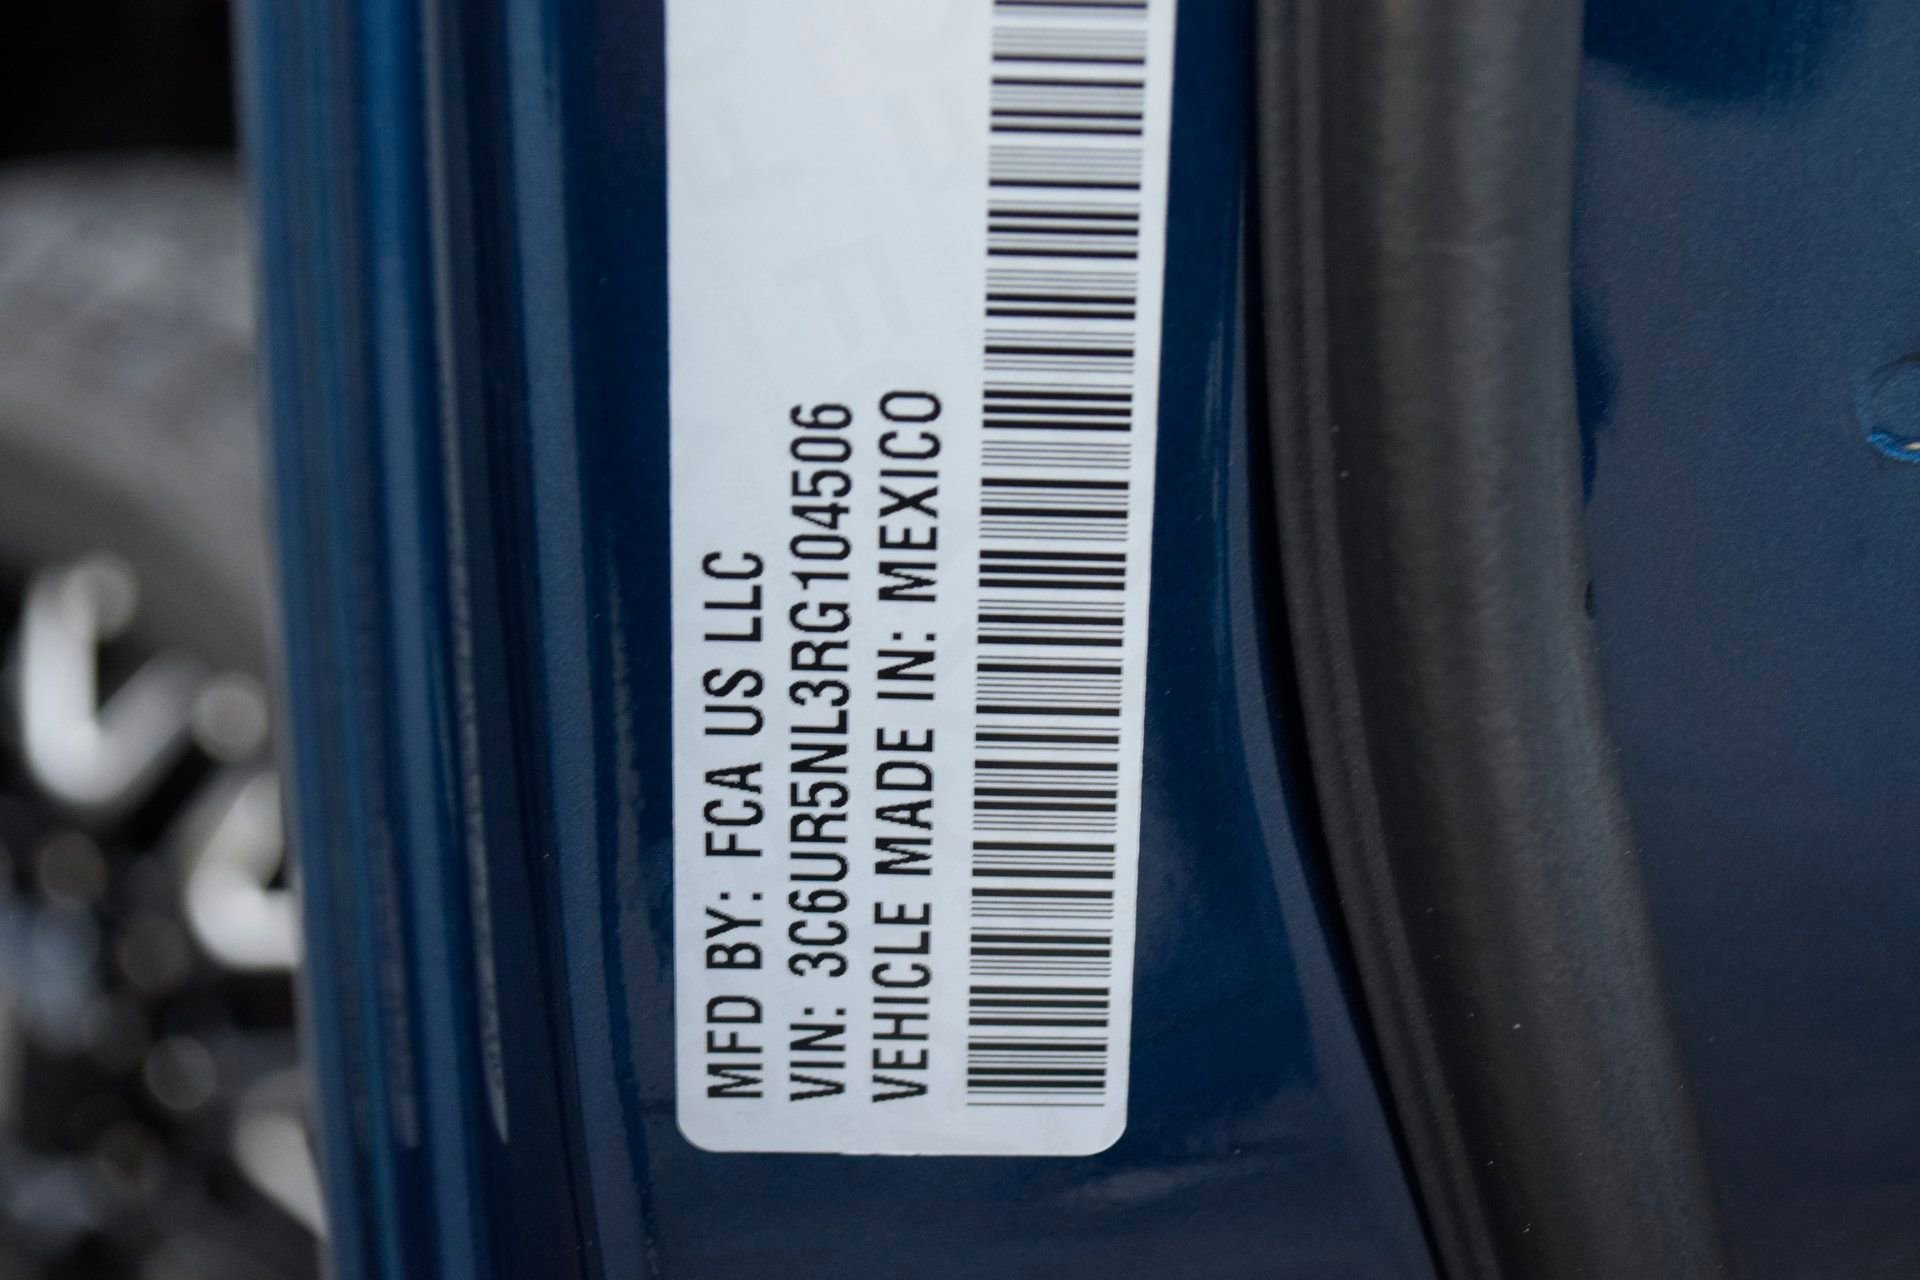 MFD BY: FCA US LLC
VIN: 3C6UR5NL3RG104506
VEHICLE MADE IN: MEXICO